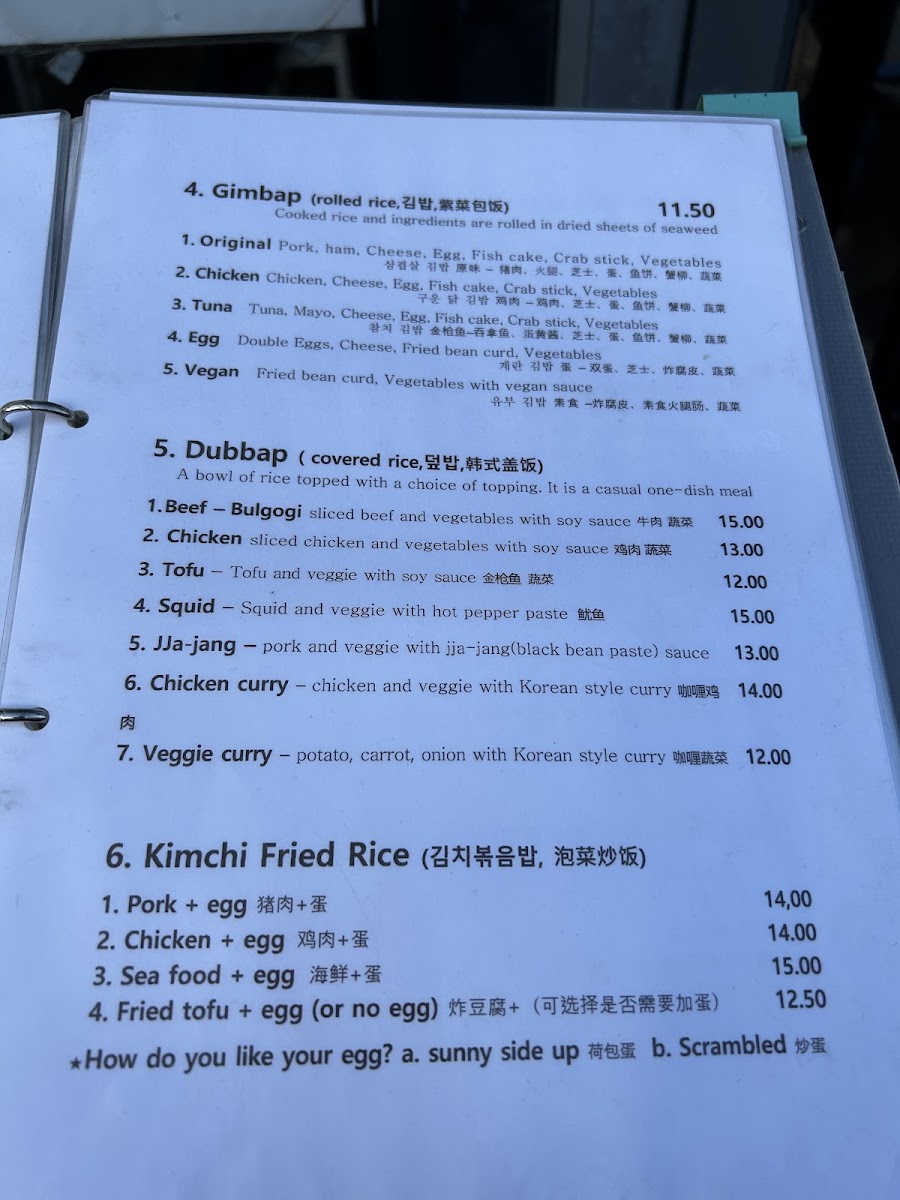 4. Gimbap (rolled rice,김밥,紫菜包饭) 11.50
Cooked rice and ingredients are rolled in dried sheets of seaweed
1. Original Pork, ham, Cheese, Egg, Fish cake, Crab stick, Vegetables
삼겹살 김밥 原味 – 猪肉、火腿、芝士、蛋、鱼饼、蟹柳、蔬菜
2. Chicken Chicken, Cheese, Egg, Fish cake, Crab stick, Vegetables
구운 닭 김밥 鸡肉 – 鸡肉、芝士、蛋、鱼饼、蟹柳、蔬菜
3. Tuna Tuna, Mayo, Cheese, Egg, Fish cake, Crab stick, Vegetables
참치 김밥 金枪鱼–吞拿鱼、蛋黄酱、芝士、蛋、鱼饼、蟹柳、蔬菜
4. Egg Double Eggs, Cheese, Fried bean curd, Vegetables
계란 김밥 蛋 – 双蛋、芝士、炸腐皮、蔬菜
5. Vegan Fried bean curd, Vegetables with vegan sauce
유부 김밥 素食 –炸腐皮、素食火腿肠、蔬菜
5. Dubbap ( covered rice,덮밥,韩式盖饭)
A bowl of rice topped with a choice of topping. It is a casual one-dish meal
1.Beef – Bulgogi sliced beef and vegetables with soy sauce 牛肉 蔬菜 15.00
2. Chicken sliced chicken and vegetables with soy sauce 鸡肉 蔬菜 13.00
3. Tofu – Tofu and veggie with soy sauce 金枪鱼 蔬菜 12.00
4. Squid – Squid and veggie with hot pepper paste 鱿鱼 15.00
5. JJa-jang – pork and veggie with jja-jang(black bean paste) sauce 13.00
6. Chicken curry – chicken and veggie with Korean style curry 咖喱鸡 14.00
肉
7. Veggie curry – potato, carrot, onion with Korean style curry 咖喱蔬菜 12.00
6. Kimchi Fried Rice (김치볶음밥, 泡菜炒饭)
1. Pork + egg 猪肉+蛋 14,00
2. Chicken + egg 鸡肉+蛋 14.00
3. Sea food + egg 海鲜+蛋 15.00
4. Fried tofu + egg (or no egg) 炸豆腐+（可选择是否需要加蛋） 12.50
★How do you like your egg? a. sunny side up 荷包蛋 b. Scrambled 炒蛋